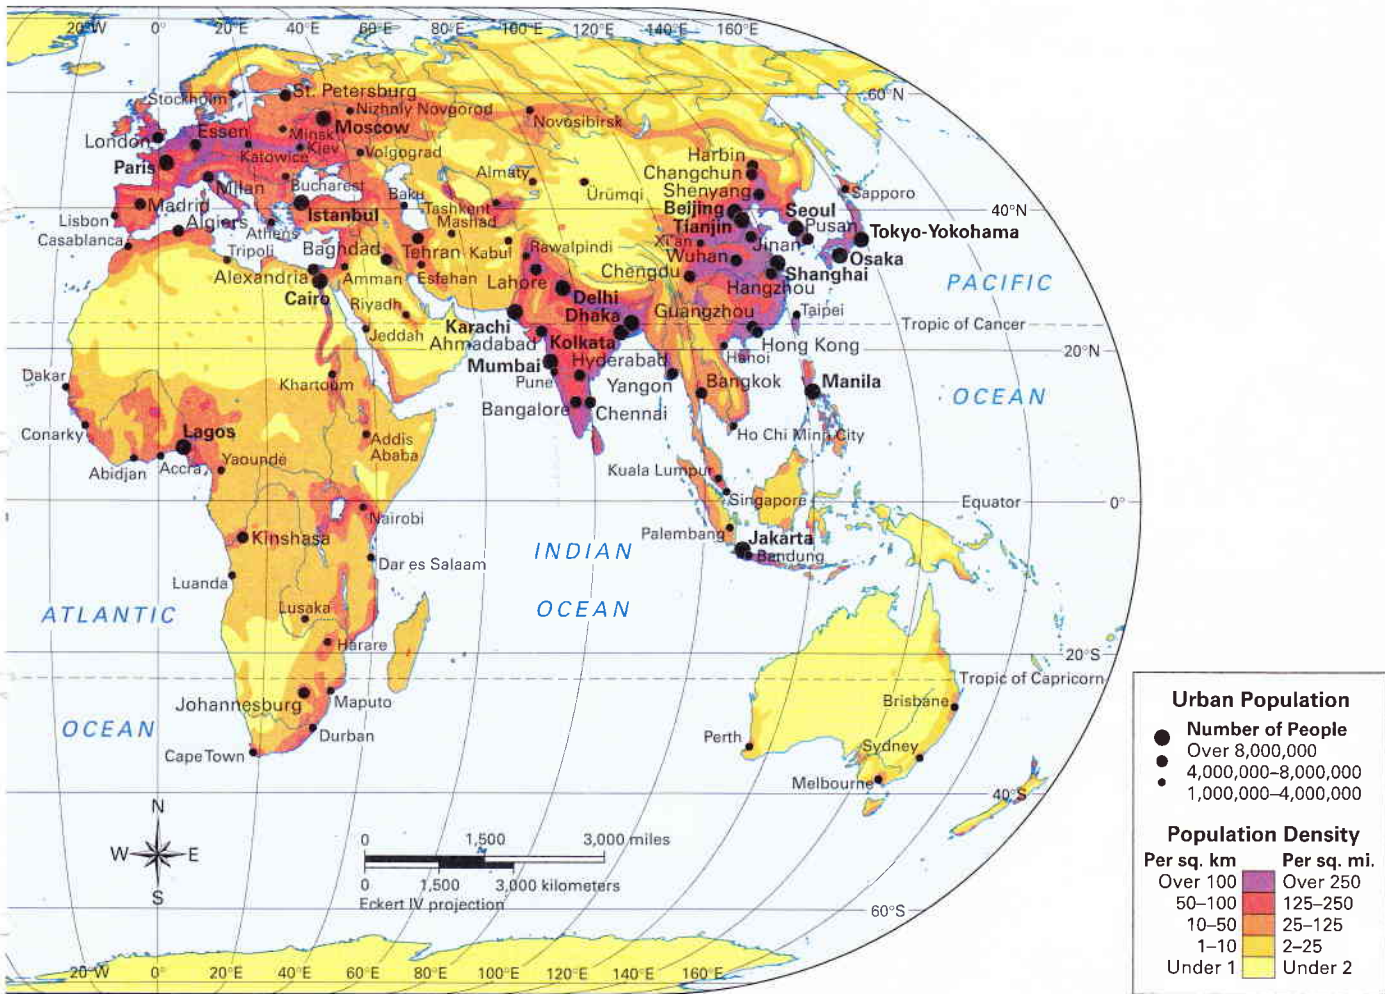 20°W 0° 20°E 40°E 60°E 80°E 100°E 120°E 140°E 160°E
60°N
Stockholm
St. Petersburg
Nizhniy Novgorod
Novosibirsk
London
Essen
Minsk
Moscow
Harbin
Paris
Katowice
Kiev
Volgograd
Changchun
Milan
Bucharest
Baku
Almaty
Ürümqi
Shenyang
Sapporo
Madrid
Istanbul
Tashkent
Beijing
Seoul
40°N
Lisbon
Algiers
Athens
Mashad
Tianjin
Pusan
Tokyo-Yokohama
Casablanca
Tripoli
Baghdad
Tehran
Kabul
Rawalpindi
Xi'an
Jinan
Wuhan
Osaka
Alexandria
Amman
Esfahan
Lahore
Chengdu
Shanghai
Hangzhou
PACIFIC
Cairo
Riyadh
Delhi
Dhaka
Guangzhou
Taipei
Jeddah
Karachi
Ahmadabad
Kolkata
Tropic of Cancer
Hong Kong
20°N
Mumbai
Hyderabad
Hanoi
Dakar
Khartoum
Pune
Yangon
Bangkok
Manila
OCEAN
Bangalore
Chennai
Conarky
Lagos
Addis
Ababa
Ho Chi Minh City
Abidjan
Accra
Yaoundé
Kuala Lumpur
Singapore
Equator
0°
Nairobi
Kinshasa
Palembang
Jakarta
Bandung
INDIAN
Dar es Salaam
Luanda
ATLANTIC
Lusaka
OCEAN
Harare
20°S
Tropic of Capricorn
Johannesburg
Maputo
Brisbane
OCEAN
Durban
Perth
Sydney
Cape Town
Melbourne
40°S
N
W E
S
0 1,500 3,000 miles
0 1,500 3,000 kilometers
Eckert IV projection
60°S
20°W 0° 20°E 40°E 60°E 80°E 100°E 120°E 140°E 160°E
Urban Population
Number of People
Over 8,000,000
4,000,000–8,000,000
1,000,000–4,000,000
Population Density
Per sq. km Per sq. mi.
Over 100 Over 250
50–100 125–250
10–50 25–125
1–10 2–25
Under 1 Under 2